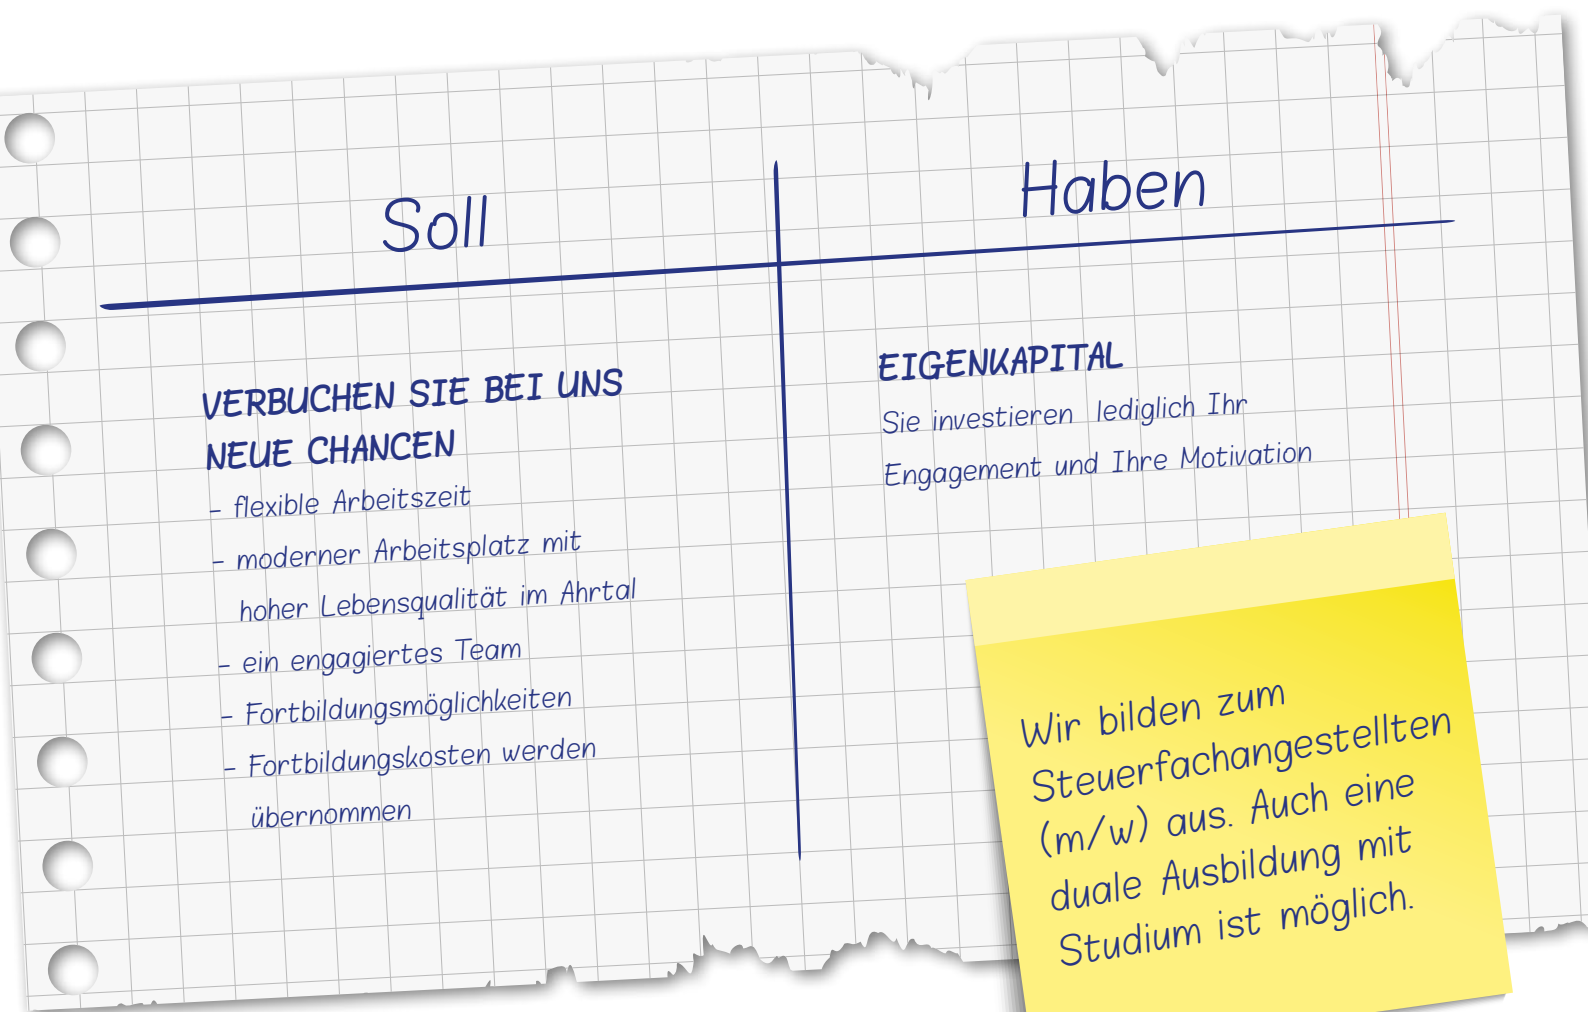 Soll
Haben
VERBUCHEN SIE BEI UNS
NEUE CHANCEN
- flexible Arbeitszeit
- moderner Arbeitsplatz mit
hoher Lebensqualität im Ahrtal
- ein engagiertes Team
- Fortbildungsmöglichkeiten
- Fortbildungskosten werden
übernommen
EIGENKAPITAL
Sie investieren lediglich Ihr
Engagement und Ihre Motivation
Wir bilden zum
Steuerfachangestellten
(m/w) aus. Auch eine
duale Ausbildung mit
Studium ist möglich.